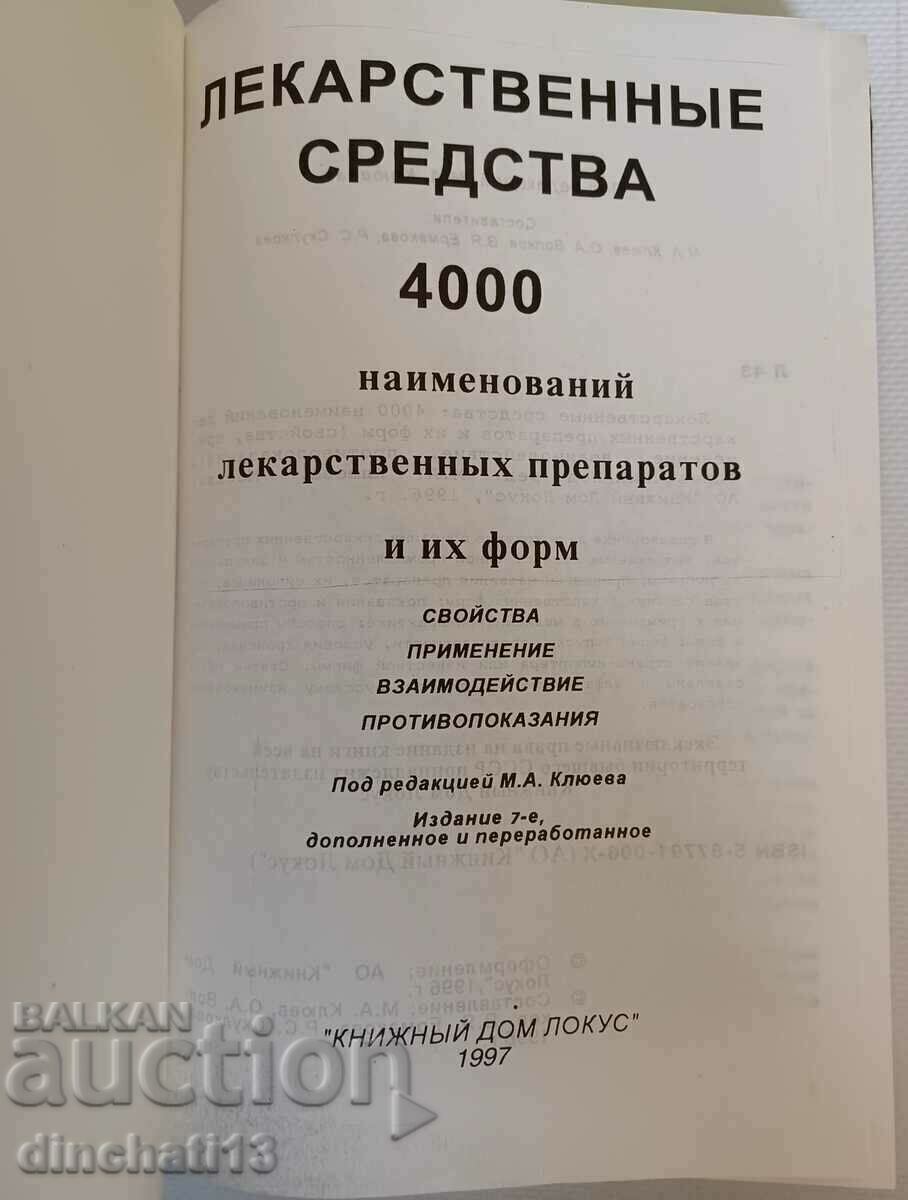 ЛЕКАРСТВЕННЫЕ
СРЕДСТВА
4000
наименований
лекарственных препаратов
и их форм
СВОЙСТВА
ПРИМЕНЕНИЕ
ВЗАИМОДЕЙСТВИЕ
ПРОТИВОПОКАЗАНИЯ
Под редакцией М.А. Клюева
Издание 7-е,
дополненное и переработанное
"КНИЖНЫЙ ДОМ ЛОКУС"
1997
BALKAN
auction
dinchati13